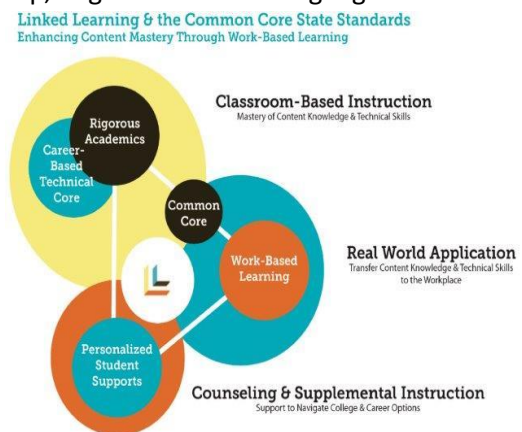 Linked Learning & the Common Core State Standards
Enhancing Content Mastery Through Work-Based Learning
Classroom-Based Instruction
Mastery of Content Knowledge & Technical Skills
Rigorous
Academics
Career-
Based
Technical
Core
Common
Core
Work-Based
Learning
Real World Application
Transfer Content Knowledge & Technical Skills
to the Workplace
Personalized
Student
Supports
Counseling & Supplemental Instruction
Support to Navigate College & Career Options